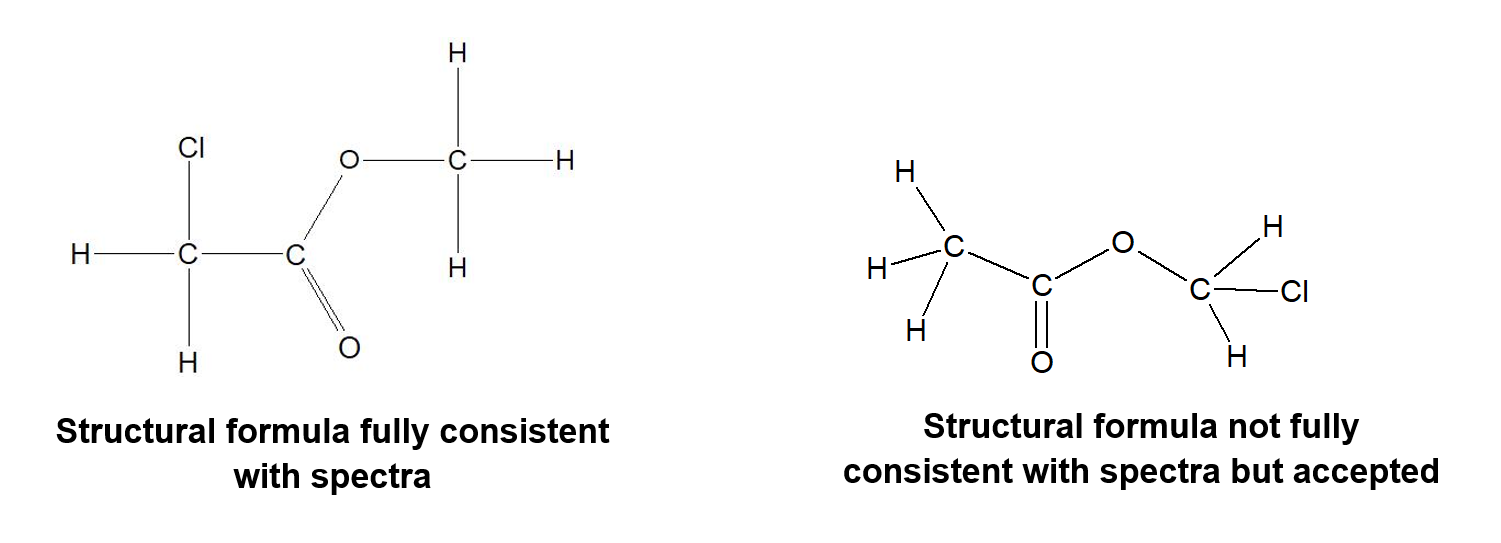 H
Cl
O
C
H
H
C
C
H
H
O
H
H
H
O
C
H
C
C
Cl
H
H
O
Structural formula fully consistent
with spectra
Structural formula not fully
consistent with spectra but accepted